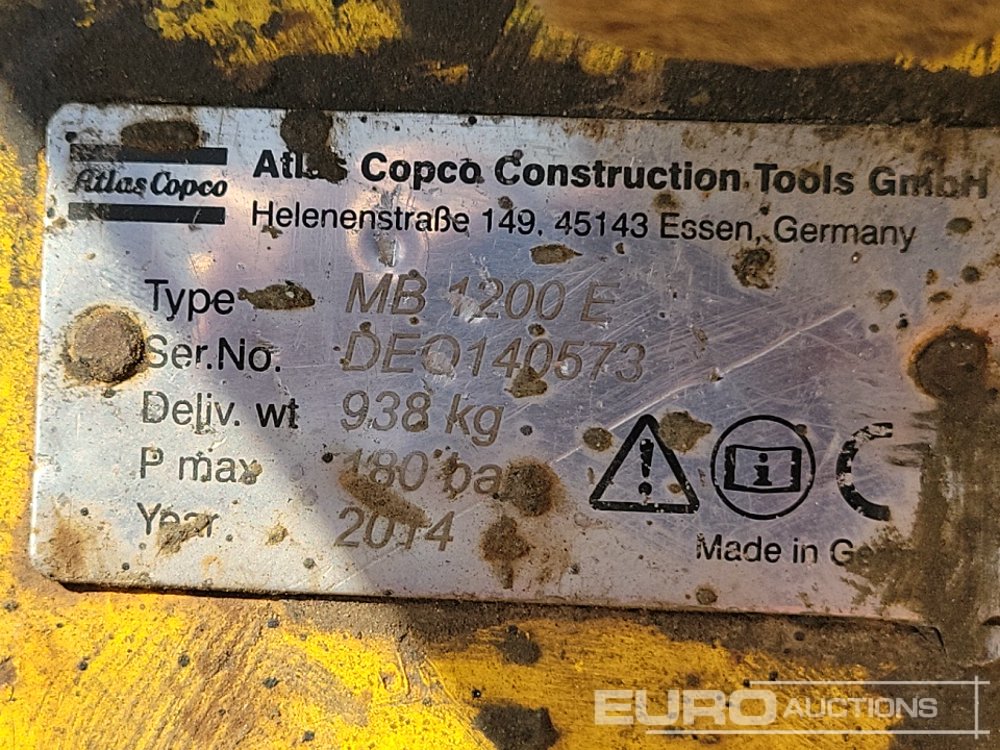 Atlas Copco
Atlas Copco Construction Tools GmbH
Helenenstraße 149, 45143 Essen, Germany
Type MB 1200 E
Ser.No. DEQ140573
Deliv. wt 938 kg
P max 180 bar
Year 2014
CE
Made in Ge
EURO AUCTIONS